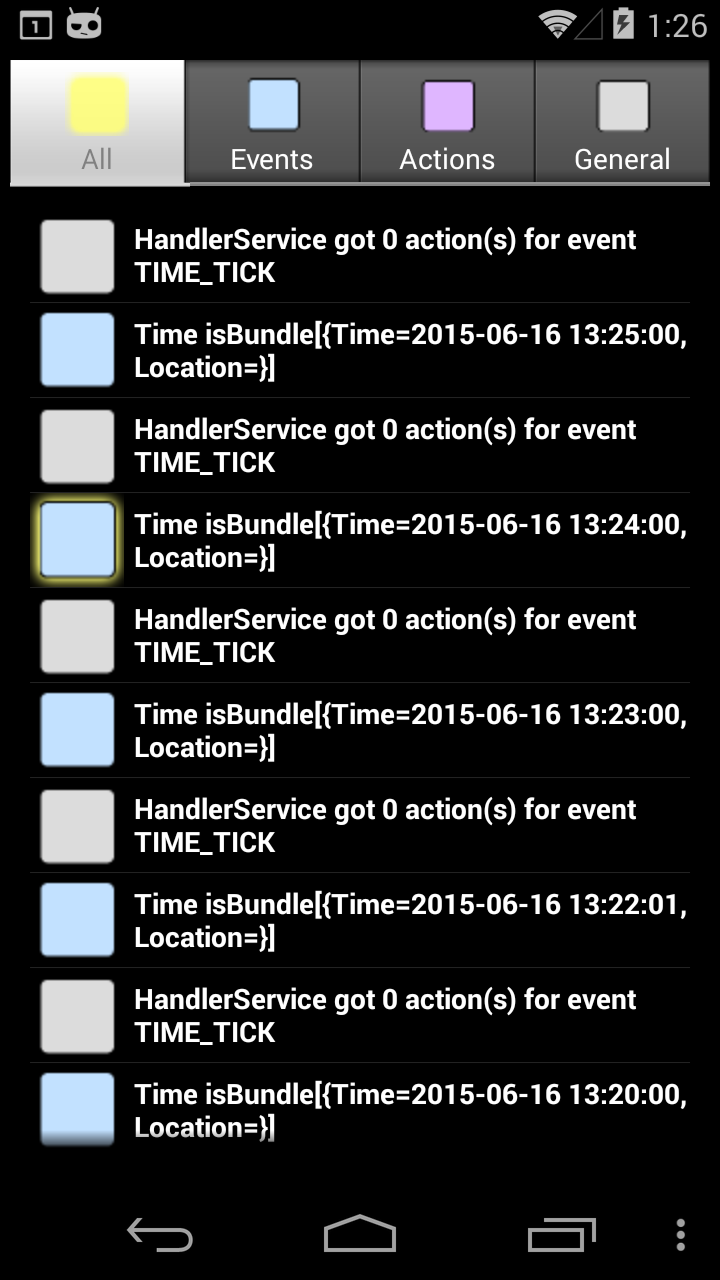 1
1:26
All
Events
Actions
General
HandlerService got 0 action(s) for event
TIME_TICK
Time isBundle[{Time=2015-06-16 13:25:00,
Location=}]
HandlerService got 0 action(s) for event
TIME_TICK
Time isBundle[{Time=2015-06-16 13:24:00,
Location=}]
HandlerService got 0 action(s) for event
TIME_TICK
Time isBundle[{Time=2015-06-16 13:23:00,
Location=}]
HandlerService got 0 action(s) for event
TIME_TICK
Time isBundle[{Time=2015-06-16 13:22:01,
Location=}]
HandlerService got 0 action(s) for event
TIME_TICK
Time isBundle[{Time=2015-06-16 13:20:00,
Location=}]